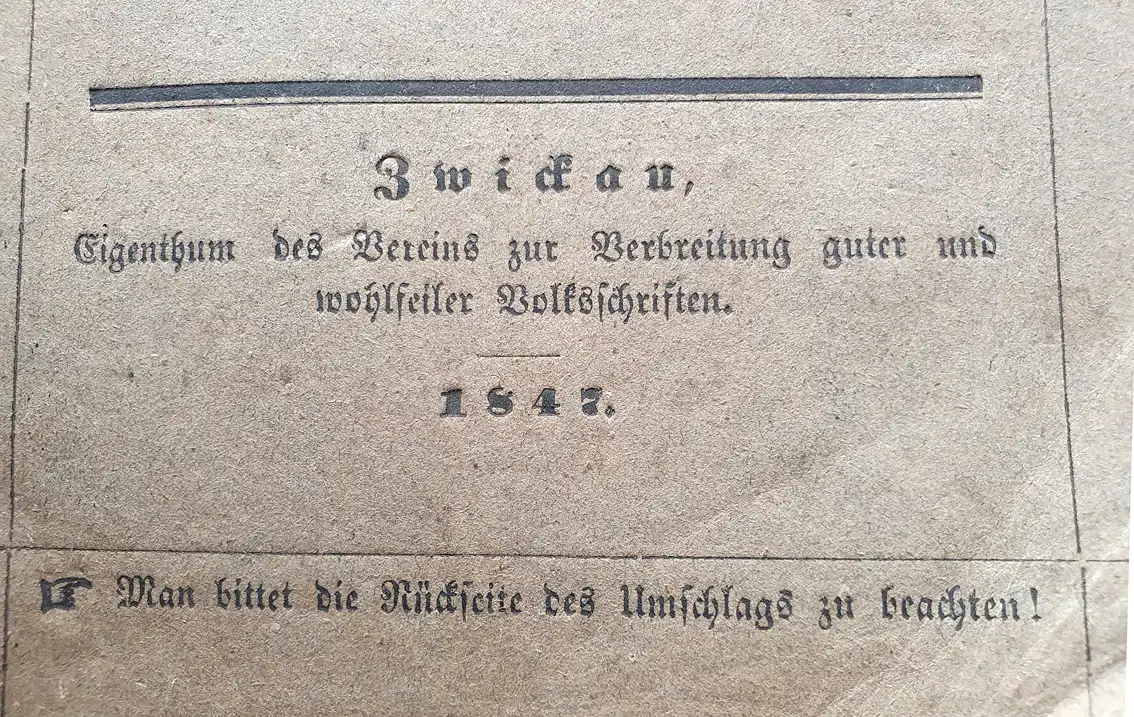 Zwickau,
Eigenthum des Vereins zur Verbreitung guter und
wohlfeiler Volksschriften.
1847.
☛ Man bittet die Rückseite des Umschlags zu beachten!